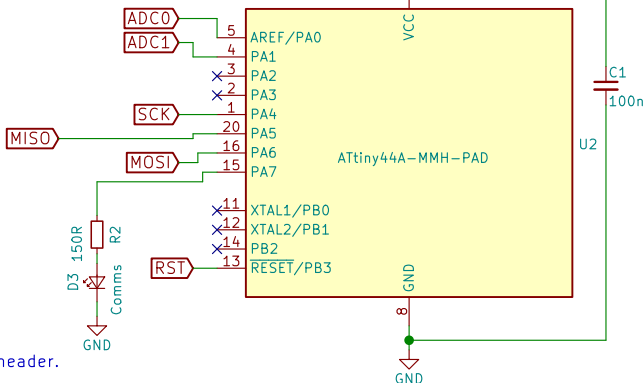 ADC0
ADC1
5 AREF/PA0
4 PA1
3 PA2
2 PA3
SCK 1 PA4
MISO 20 PA5
MOSI 16 PA6
15 PA7
11 XTAL1/PB0
12 XTAL2/PB1
14 PB2
RST 13 RESET/PB3
VCC
ATtiny44A-MMH-PAD
U2
C1
100n
150R
R2
D3
Comms
GND
GND
8
GND
header.